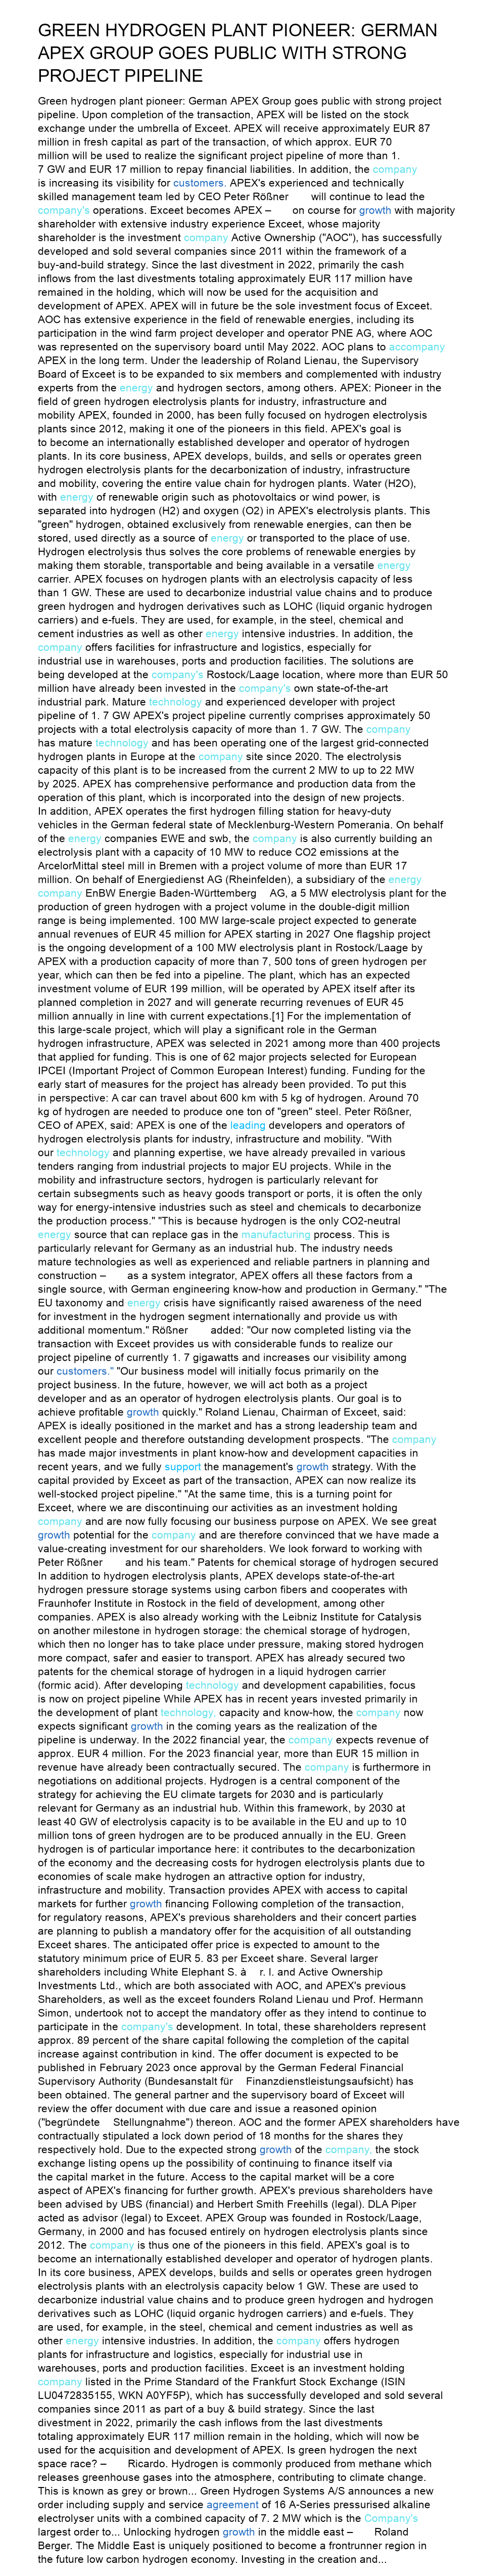 GREEN HYDROGEN PLANT PIONEER: GERMAN
APEX GROUP GOES PUBLIC WITH STRONG
PROJECT PIPELINE
Green hydrogen plant pioneer: German APEX Group goes public with strong project
pipeline. Upon completion of the transaction, APEX will be listed on the stock
exchange under the umbrella of Exceet. APEX will receive approximately EUR 87
million in fresh capital as part of the transaction, of which approx. EUR 70
million will be used to realize the significant project pipeline of more than 1.
7 GW and EUR 17 million to repay financial liabilities. In addition, the company
is increasing its visibility for customers. APEX's experienced and technically
skilled management team led by CEO Peter Rößner will continue to lead the
company's operations. Exceet becomes APEX – on course for growth with majority
shareholder with extensive industry experience Exceet, whose majority
shareholder is the investment company Active Ownership ("AOC"), has successfully
developed and sold several companies since 2011 within the framework of a
buy-and-build strategy. Since the last divestment in 2022, primarily the cash
inflows from the last divestments totaling approximately EUR 117 million have
remained in the holding, which will now be used for the acquisition and
development of APEX. APEX will in future be the sole investment focus of Exceet.
AOC has extensive experience in the field of renewable energies, including its
participation in the wind farm project developer and operator PNE AG, where AOC
was represented on the supervisory board until May 2022. AOC plans to accompany
APEX in the long term. Under the leadership of Roland Lienau, the Supervisory
Board of Exceet is to be expanded to six members and complemented with industry
experts from the energy and hydrogen sectors, among others. APEX: Pioneer in the
field of green hydrogen electrolysis plants for industry, infrastructure and
mobility APEX, founded in 2000, has been fully focused on hydrogen electrolysis
plants since 2012, making it one of the pioneers in this field. APEX's goal is
to become an internationally established developer and operator of hydrogen
plants. In its core business, APEX develops, builds, and sells or operates green
hydrogen electrolysis plants for the decarbonization of industry, infrastructure
and mobility, covering the entire value chain for hydrogen plants. Water (H2O),
with energy of renewable origin such as photovoltaics or wind power, is
separated into hydrogen (H2) and oxygen (O2) in APEX's electrolysis plants. This
"green" hydrogen, obtained exclusively from renewable energies, can then be
stored, used directly as a source of energy or transported to the place of use.
Hydrogen electrolysis thus solves the core problems of renewable energies by
making them storable, transportable and being available in a versatile energy
carrier. APEX focuses on hydrogen plants with an electrolysis capacity of less
than 1 GW. These are used to decarbonize industrial value chains and to produce
green hydrogen and hydrogen derivatives such as LOHC (liquid organic hydrogen
carriers) and e-fuels. They are used, for example, in the steel, chemical and
cement industries as well as other energy intensive industries. In addition, the
company offers facilities for infrastructure and logistics, especially for
industrial use in warehouses, ports and production facilities. The solutions are
being developed at the company's Rostock/Laage location, where more than EUR 50
million have already been invested in the company's own state-of-the-art
industrial park. Mature technology and experienced developer with project
pipeline of 1. 7 GW APEX's project pipeline currently comprises approximately 50
projects with a total electrolysis capacity of more than 1. 7 GW. The company
has mature technology and has been operating one of the largest grid-connected
hydrogen plants in Europe at the company site since 2020. The electrolysis
capacity of this plant is to be increased from the current 2 MW to up to 22 MW
by 2025. APEX has comprehensive performance and production data from the
operation of this plant, which is incorporated into the design of new projects.
In addition, APEX operates the first hydrogen filling station for heavy-duty
vehicles in the German federal state of Mecklenburg-Western Pomerania. On behalf
of the energy companies EWE and swb, the company is also currently building an
electrolysis plant with a capacity of 10 MW to reduce CO2 emissions at the
ArcelorMittal steel mill in Bremen with a project volume of more than EUR 17
million. On behalf of Energiedienst AG (Rheinfelden), a subsidiary of the energy
company EnBW Energie Baden-Württemberg AG, a 5 MW electrolysis plant for the
production of green hydrogen with a project volume in the double-digit million
range is being implemented. 100 MW large-scale project expected to generate
annual revenues of EUR 45 million for APEX starting in 2027 One flagship project
is the ongoing development of a 100 MW electrolysis plant in Rostock/Laage by
APEX with a production capacity of more than 7, 500 tons of green hydrogen per
year, which can then be fed into a pipeline. The plant, which has an expected
investment volume of EUR 199 million, will be operated by APEX itself after its
planned completion in 2027 and will generate recurring revenues of EUR 45
million annually in line with current expectations.[1] For the implementation of
this large-scale project, which will play a significant role in the German
hydrogen infrastructure, APEX was selected in 2021 among more than 400 projects
that applied for funding. This is one of 62 major projects selected for European
IPCEI (Important Project of Common European Interest) funding. Funding for the
early start of measures for the project has already been provided. To put this
in perspective: A car can travel about 600 km with 5 kg of hydrogen. Around 70
kg of hydrogen are needed to produce one ton of "green" steel. Peter Rößner,
CEO of APEX, said: APEX is one of the leading developers and operators of
hydrogen electrolysis plants for industry, infrastructure and mobility. "With
our technology and planning expertise, we have already prevailed in various
tenders ranging from industrial projects to major EU projects. While in the
mobility and infrastructure sectors, hydrogen is particularly relevant for
certain subsegments such as heavy goods transport or ports, it is often the only
way for energy-intensive industries such as steel and chemicals to decarbonize
the production process." "This is because hydrogen is the only CO2-neutral
energy source that can replace gas in the manufacturing process. This is
particularly relevant for Germany as an industrial hub. The industry needs
mature technologies as well as experienced and reliable partners in planning and
construction – as a system integrator, APEX offers all these factors from a
single source, with German engineering know-how and production in Germany." "The
EU taxonomy and energy crisis have significantly raised awareness of the need
for investment in the hydrogen segment internationally and provide us with
additional momentum." Rößner added: "Our now completed listing via the
transaction with Exceet provides us with considerable funds to realize our
project pipeline of currently 1. 7 gigawatts and increases our visibility among
our customers." "Our business model will initially focus primarily on the
project business. In the future, however, we will act both as a project
developer and as an operator of hydrogen electrolysis plants. Our goal is to
achieve profitable growth quickly." Roland Lienau, Chairman of Exceet, said:
APEX is ideally positioned in the market and has a strong leadership team and
excellent people and therefore outstanding development prospects. "The company
has made major investments in plant know-how and development capacities in
recent years, and we fully support the management's growth strategy. With the
capital provided by Exceet as part of the transaction, APEX can now realize its
well-stocked project pipeline." "At the same time, this is a turning point for
Exceet, where we are discontinuing our activities as an investment holding
company and are now fully focusing our business purpose on APEX. We see great
growth potential for the company and are therefore convinced that we have made a
value-creating investment for our shareholders. We look forward to working with
Peter Rößner and his team." Patents for chemical storage of hydrogen secured
In addition to hydrogen electrolysis plants, APEX develops state-of-the-art
hydrogen pressure storage systems using carbon fibers and cooperates with
Fraunhofer Institute in Rostock in the field of development, among other
companies. APEX is also already working with the Leibniz Institute for Catalysis
on another milestone in hydrogen storage: the chemical storage of hydrogen,
which then no longer has to take place under pressure, making stored hydrogen
more compact, safer and easier to transport. APEX has already secured two
patents for the chemical storage of hydrogen in a liquid hydrogen carrier
(formic acid). After developing technology and development capabilities, focus
is now on project pipeline While APEX has in recent years invested primarily in
the development of plant technology, capacity and know-how, the company now
expects significant growth in the coming years as the realization of the
pipeline is underway. In the 2022 financial year, the company expects revenue of
approx. EUR 4 million. For the 2023 financial year, more than EUR 15 million in
revenue have already been contractually secured. The company is furthermore in
negotiations on additional projects. Hydrogen is a central component of the
strategy for achieving the EU climate targets for 2030 and is particularly
relevant for Germany as an industrial hub. Within this framework, by 2030 at
least 40 GW of electrolysis capacity is to be available in the EU and up to 10
million tons of green hydrogen are to be produced annually in the EU. Green
hydrogen is of particular importance here: it contributes to the decarbonization
of the economy and the decreasing costs for hydrogen electrolysis plants due to
economies of scale make hydrogen an attractive option for industry,
infrastructure and mobility. Transaction provides APEX with access to capital
markets for further growth financing Following completion of the transaction,
for regulatory reasons, APEX's previous shareholders and their concert parties
are planning to publish a mandatory offer for the acquisition of all outstanding
Exceet shares. The anticipated offer price is expected to amount to the
statutory minimum price of EUR 5. 83 per Exceet share. Several larger
shareholders including White Elephant S. à r. l. and Active Ownership
Investments Ltd., which are both associated with AOC, and APEX's previous
Shareholders, as well as the exceet founders Roland Lienau und Prof. Hermann
Simon, undertook not to accept the mandatory offer as they intend to continue to
participate in the company's development. In total, these shareholders represent
approx. 89 percent of the share capital following the completion of the capital
increase against contribution in kind. The offer document is expected to be
published in February 2023 once approval by the German Federal Financial
Supervisory Authority (Bundesanstalt für Finanzdienstleistungsaufsicht) has
been obtained. The general partner and the supervisory board of Exceet will
review the offer document with due care and issue a reasoned opinion
("begründete Stellungnahme") thereon. AOC and the former APEX shareholders have
contractually stipulated a lock down period of 18 months for the shares they
respectively hold. Due to the expected strong growth of the company, the stock
exchange listing opens up the possibility of continuing to finance itself via
the capital market in the future. Access to the capital market will be a core
aspect of APEX's financing for further growth. APEX's previous shareholders have
been advised by UBS (financial) and Herbert Smith Freehills (legal). DLA Piper
acted as advisor (legal) to Exceet. APEX Group was founded in Rostock/Laage,
Germany, in 2000 and has focused entirely on hydrogen electrolysis plants since
2012. The company is thus one of the pioneers in this field. APEX's goal is to
become an internationally established developer and operator of hydrogen plants.
In its core business, APEX develops, builds and sells or operates green hydrogen
electrolysis plants with an electrolysis capacity below 1 GW. These are used to
decarbonize industrial value chains and to produce green hydrogen and hydrogen
derivatives such as LOHC (liquid organic hydrogen carriers) and e-fuels. They
are used, for example, in the steel, chemical and cement industries as well as
other energy intensive industries. In addition, the company offers hydrogen
plants for infrastructure and logistics, especially for industrial use in
warehouses, ports and production facilities. Exceet is an investment holding
company listed in the Prime Standard of the Frankfurt Stock Exchange (ISIN
LU0472835155, WKN A0YF5P), which has successfully developed and sold several
companies since 2011 as part of a buy & build strategy. Since the last
divestment in 2022, primarily the cash inflows from the last divestments
totaling approximately EUR 117 million remain in the holding, which will now be
used for the acquisition and development of APEX. Is green hydrogen the next
space race? – Ricardo. Hydrogen is commonly produced from methane which
releases greenhouse gases into the atmosphere, contributing to climate change.
This is known as grey or brown... Green Hydrogen Systems A/S announces a new
order including supply and service agreement of 16 A-Series pressurised alkaline
electrolyser units with a combined capacity of 7. 2 MW which is the Company's
largest order to... Unlocking hydrogen growth in the middle east – Roland
Berger. The Middle East is uniquely positioned to become a frontrunner region in
the future low carbon hydrogen economy. Investing in the creation and...